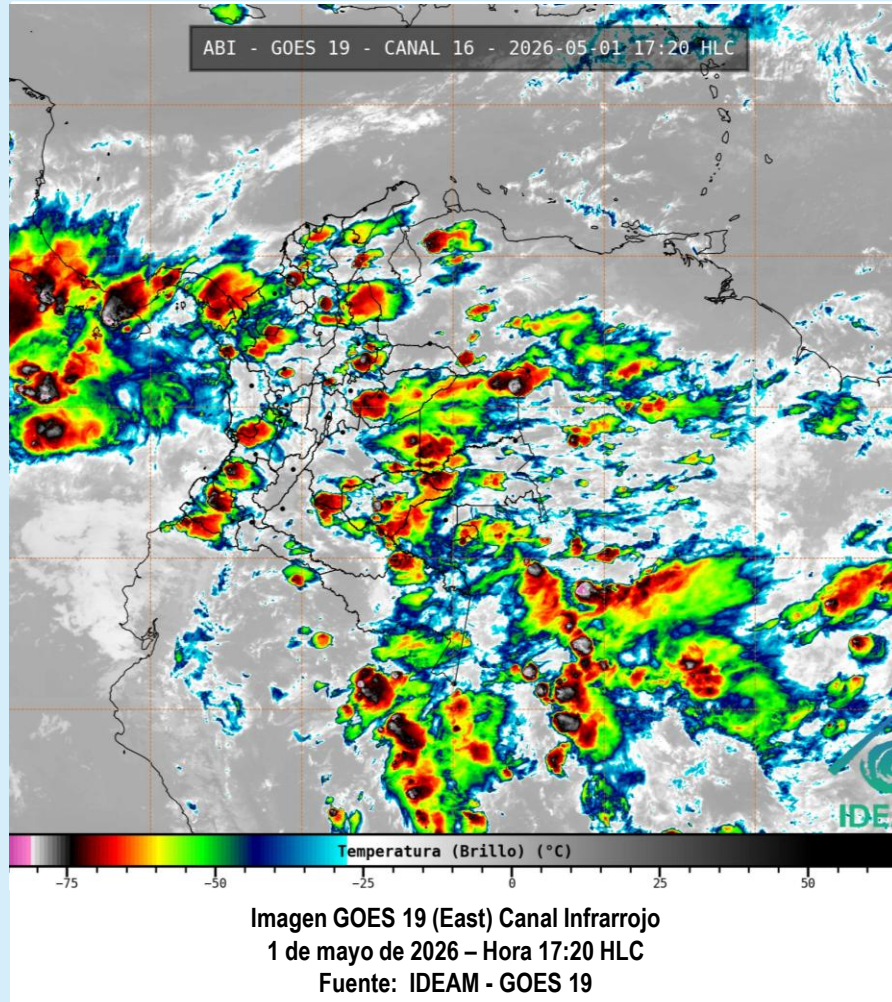 ABI - GOES 19 - CANAL 16 - 2026-05-01 17:20 HLC
IDE
Temperatura (Brillo) (°C)
−75 −50 −25 0 25 50
Imagen GOES 19 (East) Canal Infrarrojo
1 de mayo de 2026 – Hora 17:20 HLC
Fuente: IDEAM - GOES 19